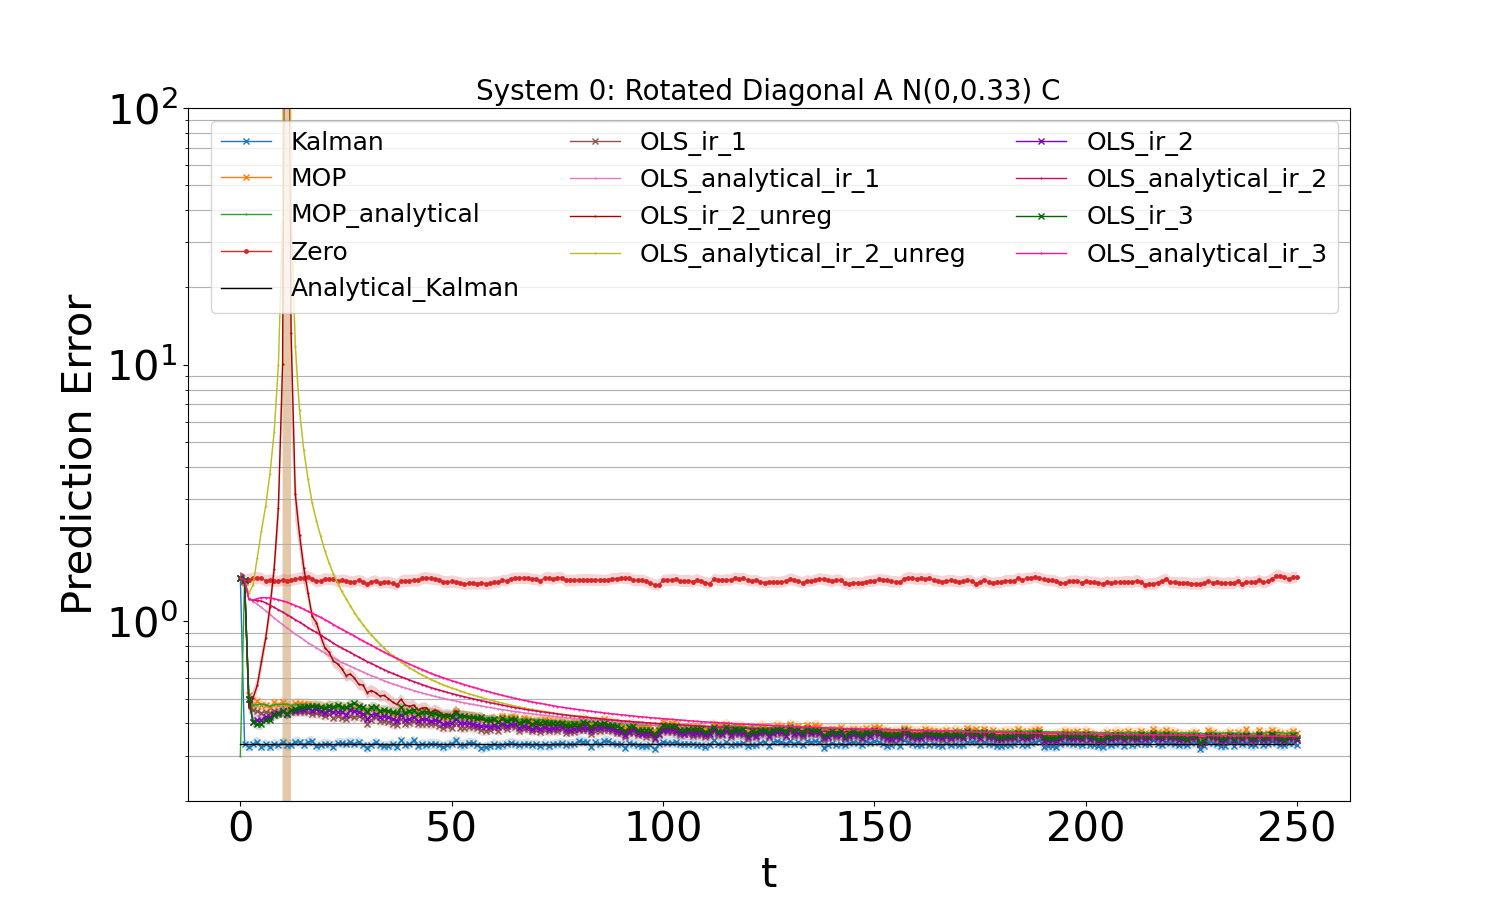 System 0: Rotated Diagonal A N(0,0.33) C
10²
10¹
10⁰
Prediction Error
Kalman
MOP
MOP_analytical
Zero
Analytical_Kalman
OLS_ir_1
OLS_analytical_ir_1
OLS_ir_2_unreg
OLS_analytical_ir_2_unreg
OLS_ir_2
OLS_analytical_ir_2
OLS_ir_3
OLS_analytical_ir_3
0 50 100 150 200 250
t